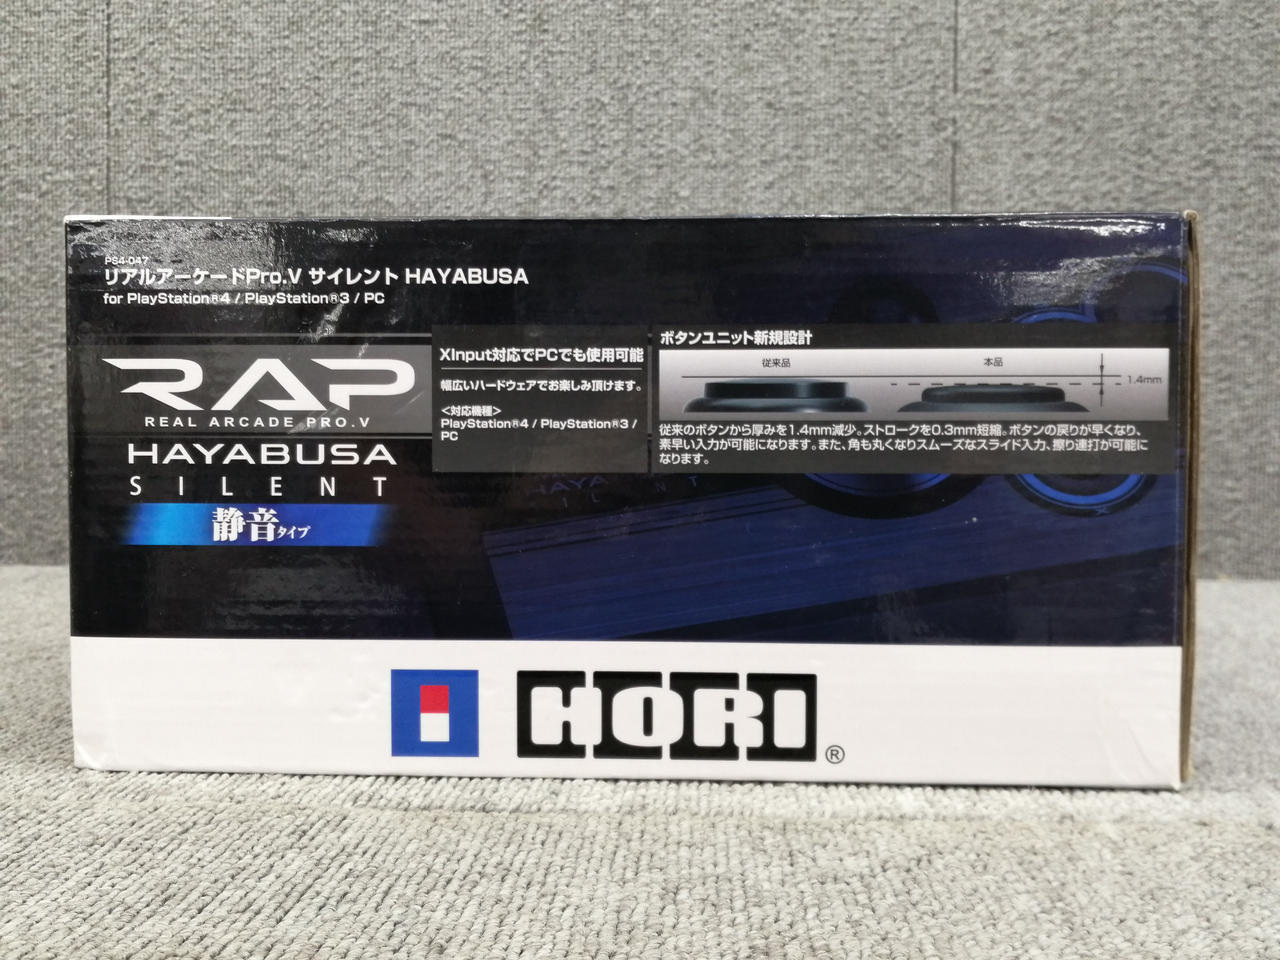 PS4-047
リアルアーケードPro.V サイレント HAYABUSA
for PlayStation®4 / PlayStation®3 / PC
RAP
REAL ARCADE PRO.V
HAYABUSA
SILENT
静音タイプ
XInput対応でPCでも使用可能
幅広いハードウェアでお楽しみ頂けます。
＜対応機種＞
PlayStation®4 / PlayStation®3 /
PC
ボタンユニット新規設計
従来品
本品
1.4mm
従来のボタンから厚みを1.4mm減少。ストロークを0.3mm短縮。ボタンの戻りが早くなり、
素早い入力が可能になります。また、角も丸くなりスムーズなスライド入力、擦り連打が可能に
なります。
HAYABUSA
SILENT
X
HORI®